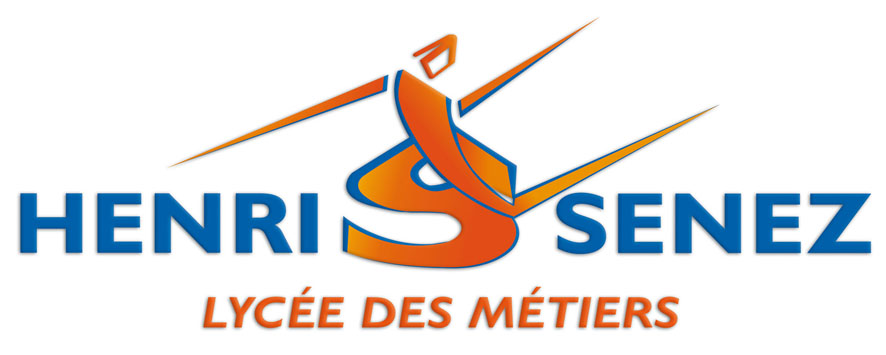 HENRI S SENEZ
LYCÉE DES MÉTIERS